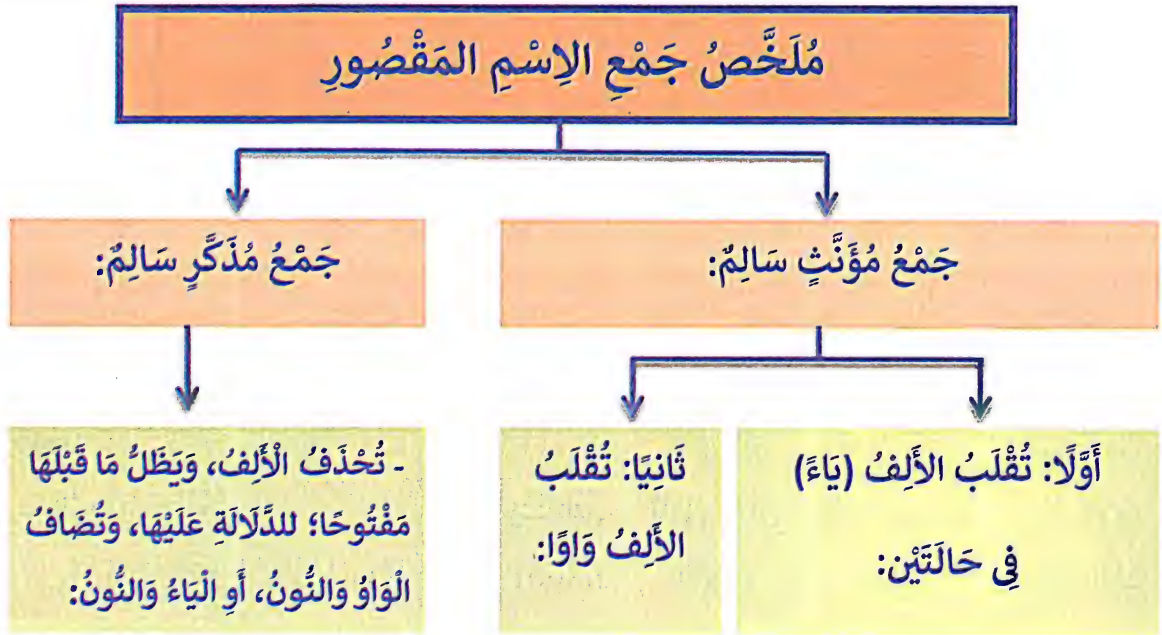 مُلَخَّصُ جَمْعِ الِاسْمِ المَقْصُورِ
جَمْعُ مُؤَنَّثٍ سَالِمٌ:
جَمْعُ مُذَكَّرٍ سَالِمٌ:
أَوَّلًا: تُقْلَبُ الأَلِفُ (يَاءً)
فِى حَالَتَيْن:
ثَانِيًا: تُقْلَبُ
الأَلِفُ وَاوًا:
- تُحْذَفُ الْأَلِفُ، وَيَظَلُّ مَا قَبْلَهَا
مَفْتُوحًا؛ للدَّلَالَةِ عَلَيْهَا، وَتُضَافُ
الْوَاوُ وَالنُّونُ، أَوِ الْيَاءُ وَالنُّونُ: